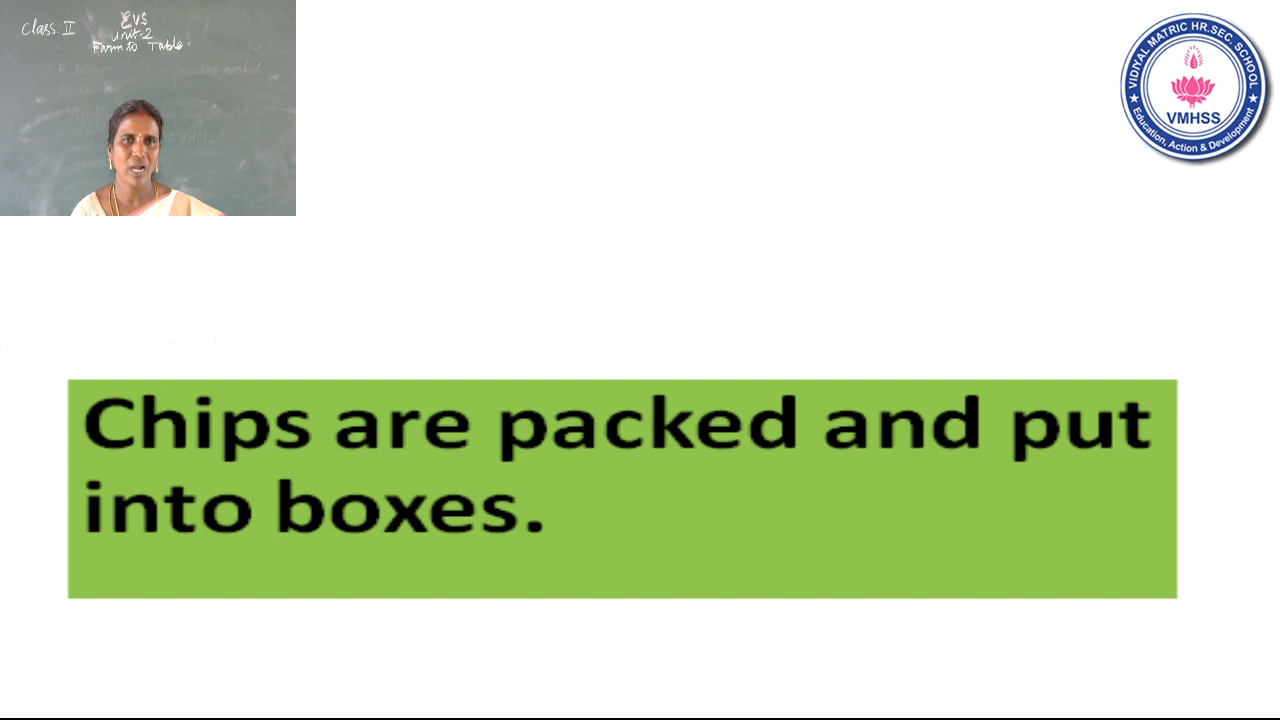 Class II
EVS
Unit-2
Farm to Table
VIDIYAL MATRIC HR.SEC. SCHOOL
VMHSS
Education, Action & Development
Chips are packed and put
into boxes.